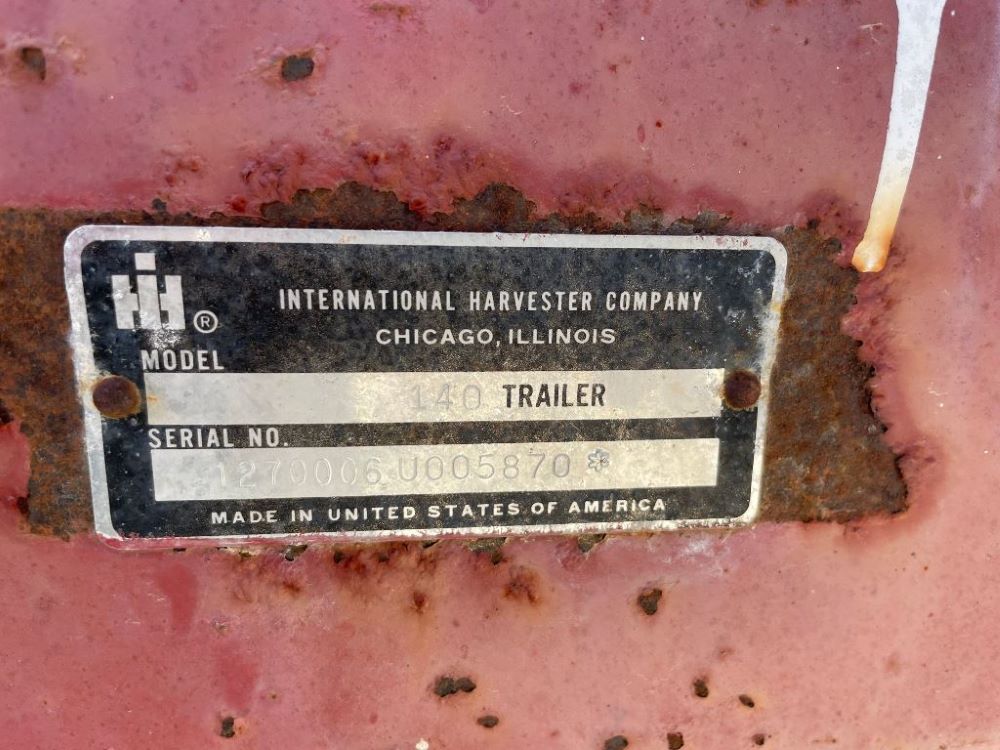 IH ®
INTERNATIONAL HARVESTER COMPANY
CHICAGO, ILLINOIS
MODEL
140 TRAILER
SERIAL NO.
1270006U005870*
MADE IN UNITED STATES OF AMERICA